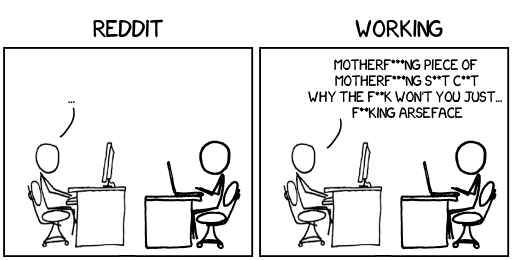 REDDIT
...
WORKING
MOTHERF***NG PIECE OF
MOTHERF***NG S**T C**T
WHY THE F**K WON'T YOU JUST...
F**KING ARSEFACE